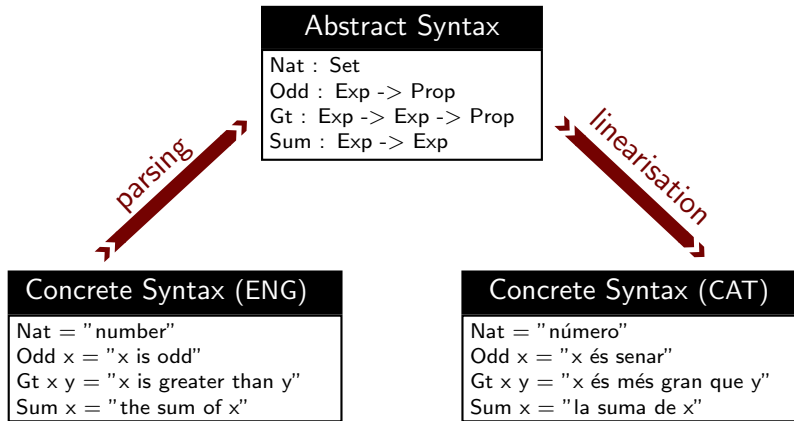 Abstract Syntax
Nat : Set
Odd : Exp -> Prop
Gt : Exp -> Exp -> Prop
Sum : Exp -> Exp
parsing
linearisation
Concrete Syntax (ENG)
Nat = "number"
Odd x = "x is odd"
Gt x y = "x is greater than y"
Sum x = "the sum of x"
Concrete Syntax (CAT)
Nat = "número"
Odd x = "x és senar"
Gt x y = "x és més gran que y"
Sum x = "la suma de x"